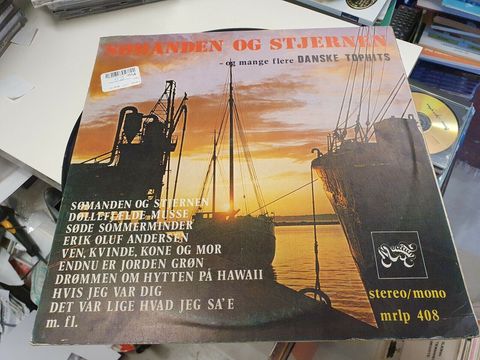 SØMANDEN OG STJERNEN
- og mange flere DANSKE TOPHITS
SØMANDEN OG STJERNEN
DØLLEFJELDE MUSSE
SØDE SOMMERMINDER
ERIK OLUF ANDERSEN
VEN, KVINDE, KONE OG MOR
ENDNU ER JORDEN GRØN
DRØMMEN OM HYTTEN PÅ HAWAII
HVIS JEG VAR DIG
DET VAR LIGE HVAD JEG SA'E
m. fl.
stereo/mono
mrlp 408